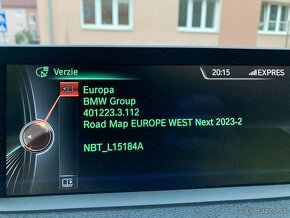 Verzie
20:15
EXPRES
Europa
BMW Group
401223.3.112
Road Map EUROPE WEST Next 2023-2
NBT_L15184A